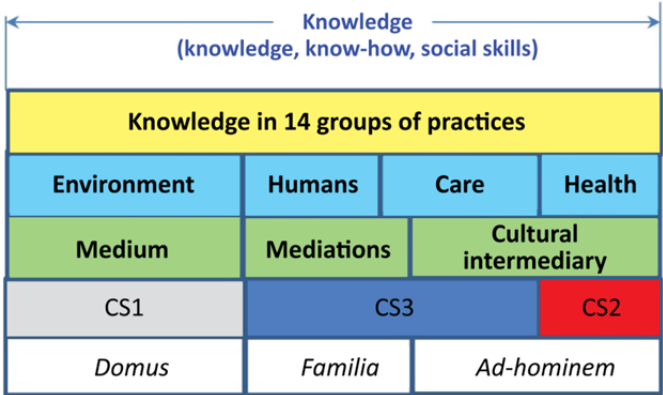 Knowledge
(knowledge, know-how, social skills)
Knowledge in 14 groups of practices
Environment Humans Care Health
Medium Mediations Cultural intermediary
CS1 CS3 CS2
Domus Familia Ad-hominem